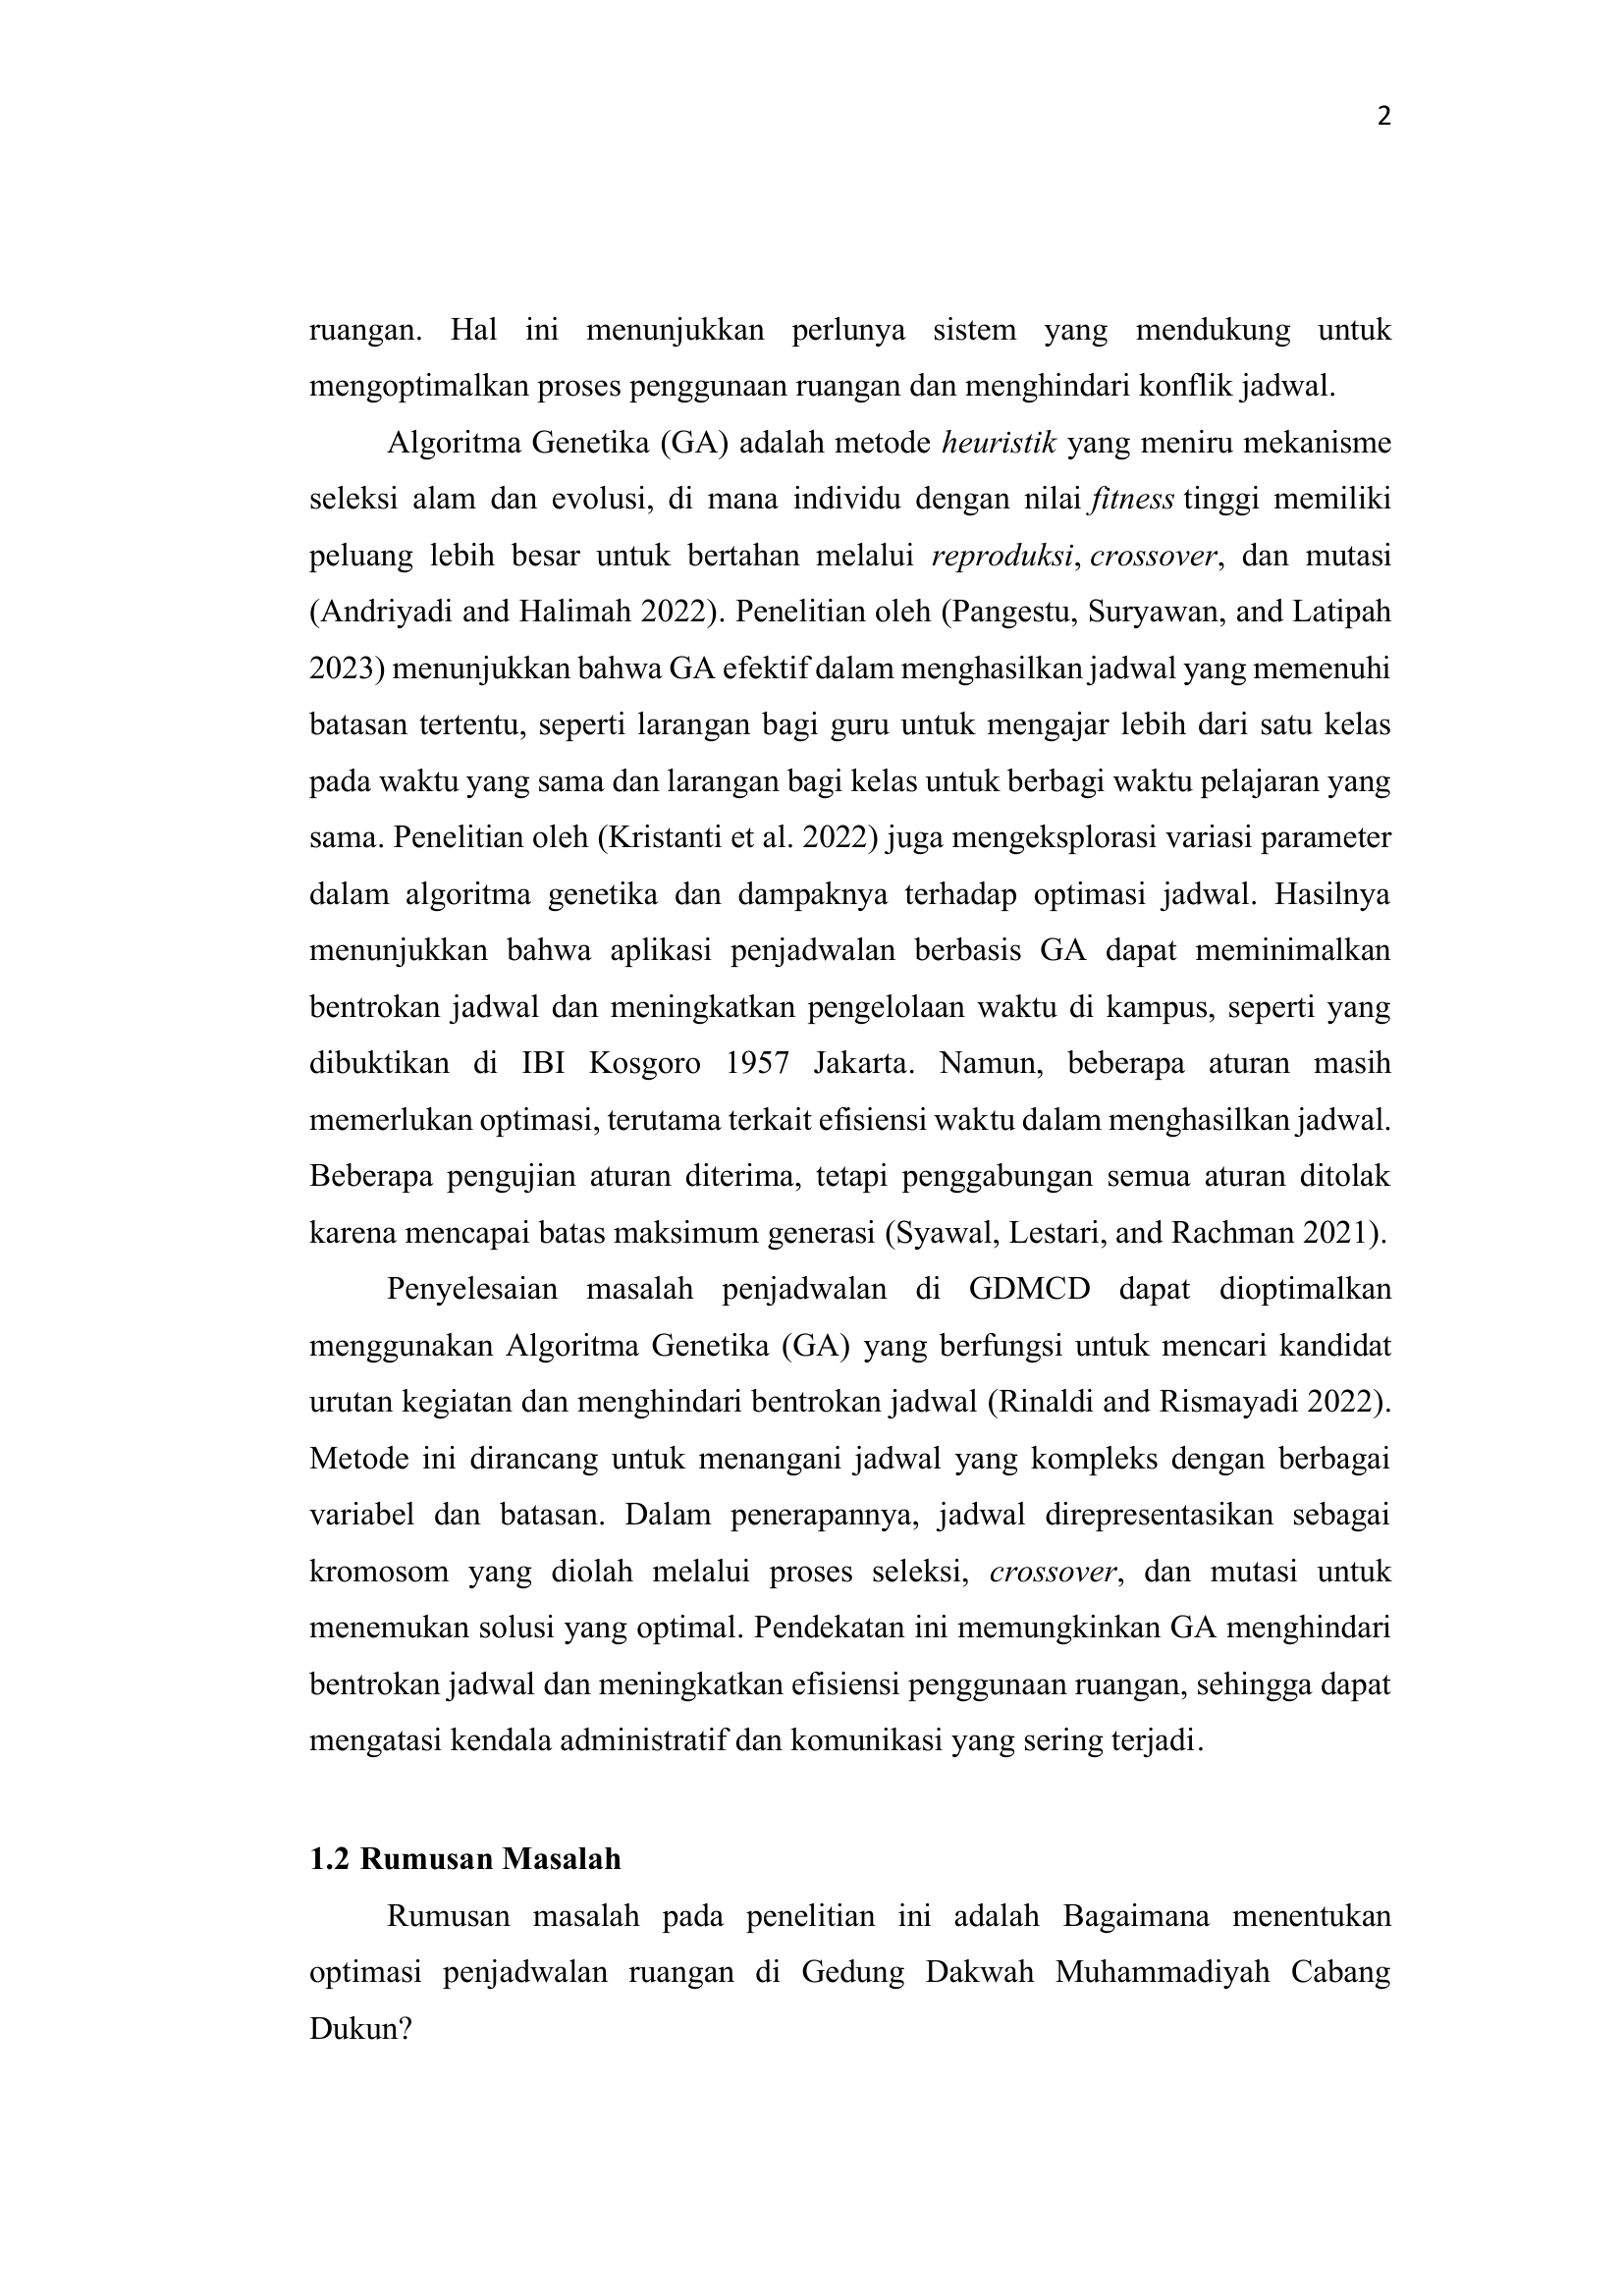 2
ruangan. Hal ini menunjukkan perlunya sistem yang mendukung untuk
mengoptimalkan proses penggunaan ruangan dan menghindari konflik jadwal.
Algoritma Genetika (GA) adalah metode heuristik yang meniru mekanisme
seleksi alam dan evolusi, di mana individu dengan nilai fitness tinggi memiliki
peluang lebih besar untuk bertahan melalui reproduksi, crossover, dan mutasi
(Andriyadi and Halimah 2022). Penelitian oleh (Pangestu, Suryawan, and Latipah
2023) menunjukkan bahwa GA efektif dalam menghasilkan jadwal yang memenuhi
batasan tertentu, seperti larangan bagi guru untuk mengajar lebih dari satu kelas
pada waktu yang sama dan larangan bagi kelas untuk berbagi waktu pelajaran yang
sama. Penelitian oleh (Kristanti et al. 2022) juga mengeksplorasi variasi parameter
dalam algoritma genetika dan dampaknya terhadap optimasi jadwal. Hasilnya
menunjukkan bahwa aplikasi penjadwalan berbasis GA dapat meminimalkan
bentrokan jadwal dan meningkatkan pengelolaan waktu di kampus, seperti yang
dibuktikan di IBI Kosgoro 1957 Jakarta. Namun, beberapa aturan masih
memerlukan optimasi, terutama terkait efisiensi waktu dalam menghasilkan jadwal.
Beberapa pengujian aturan diterima, tetapi penggabungan semua aturan ditolak
karena mencapai batas maksimum generasi (Syawal, Lestari, and Rachman 2021).
Penyelesaian masalah penjadwalan di GDMCD dapat dioptimalkan
menggunakan Algoritma Genetika (GA) yang berfungsi untuk mencari kandidat
urutan kegiatan dan menghindari bentrokan jadwal (Rinaldi and Rismayadi 2022).
Metode ini dirancang untuk menangani jadwal yang kompleks dengan berbagai
variabel dan batasan. Dalam penerapannya, jadwal direpresentasikan sebagai
kromosom yang diolah melalui proses seleksi, crossover, dan mutasi untuk
menemukan solusi yang optimal. Pendekatan ini memungkinkan GA menghindari
bentrokan jadwal dan meningkatkan efisiensi penggunaan ruangan, sehingga dapat
mengatasi kendala administratif dan komunikasi yang sering terjadi.
1.2 Rumusan Masalah
Rumusan masalah pada penelitian ini adalah Bagaimana menentukan
optimasi penjadwalan ruangan di Gedung Dakwah Muhammadiyah Cabang
Dukun?